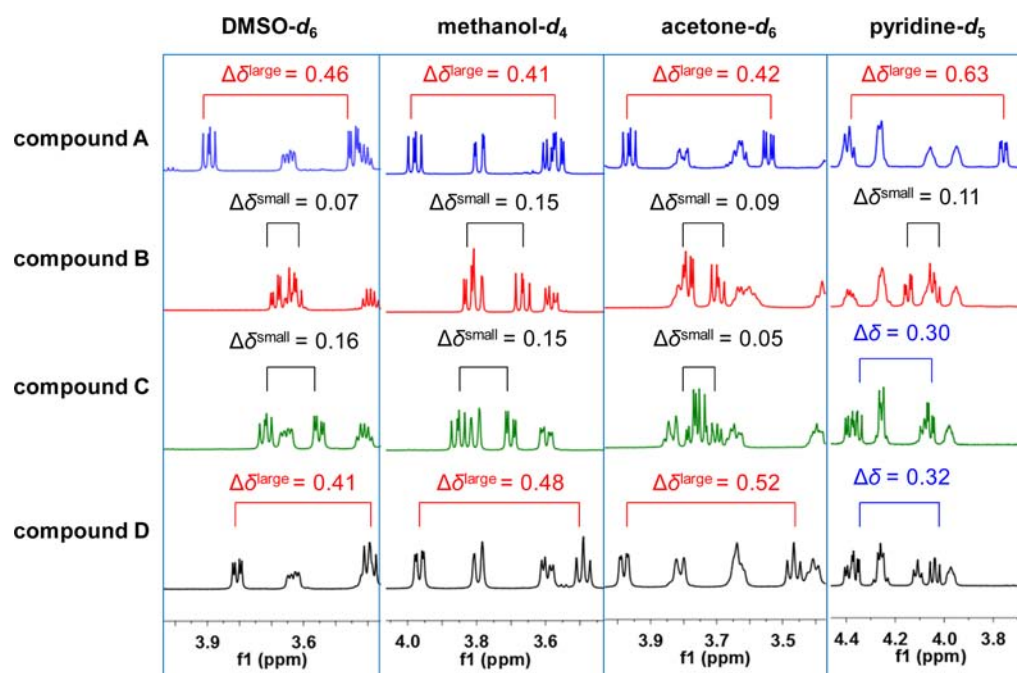 DMSO-d₆ methanol-d₄ acetone-d₆ pyridine-d₅
compound A
Δδˡᵃʳᵍᵉ = 0.46 Δδˡᵃʳᵍᵉ = 0.41 Δδˡᵃʳᵍᵉ = 0.42 Δδˡᵃʳᵍᵉ = 0.63
compound B
Δδˢᵐᵃˡˡ = 0.07 Δδˢᵐᵃˡˡ = 0.15 Δδˢᵐᵃˡˡ = 0.09 Δδˢᵐᵃˡˡ = 0.11
compound C
Δδˢᵐᵃˡˡ = 0.16 Δδˢᵐᵃˡˡ = 0.15 Δδˢᵐᵃˡˡ = 0.05 Δδ = 0.30
compound D
Δδˡᵃʳᵍᵉ = 0.41 Δδˡᵃʳᵍᵉ = 0.48 Δδˡᵃʳᵍᵉ = 0.52 Δδ = 0.32
3.9 3.6 4.0 3.8 3.6 3.9 3.7 3.5 4.4 4.2 4.0 3.8
f1 (ppm) f1 (ppm) f1 (ppm) f1 (ppm)